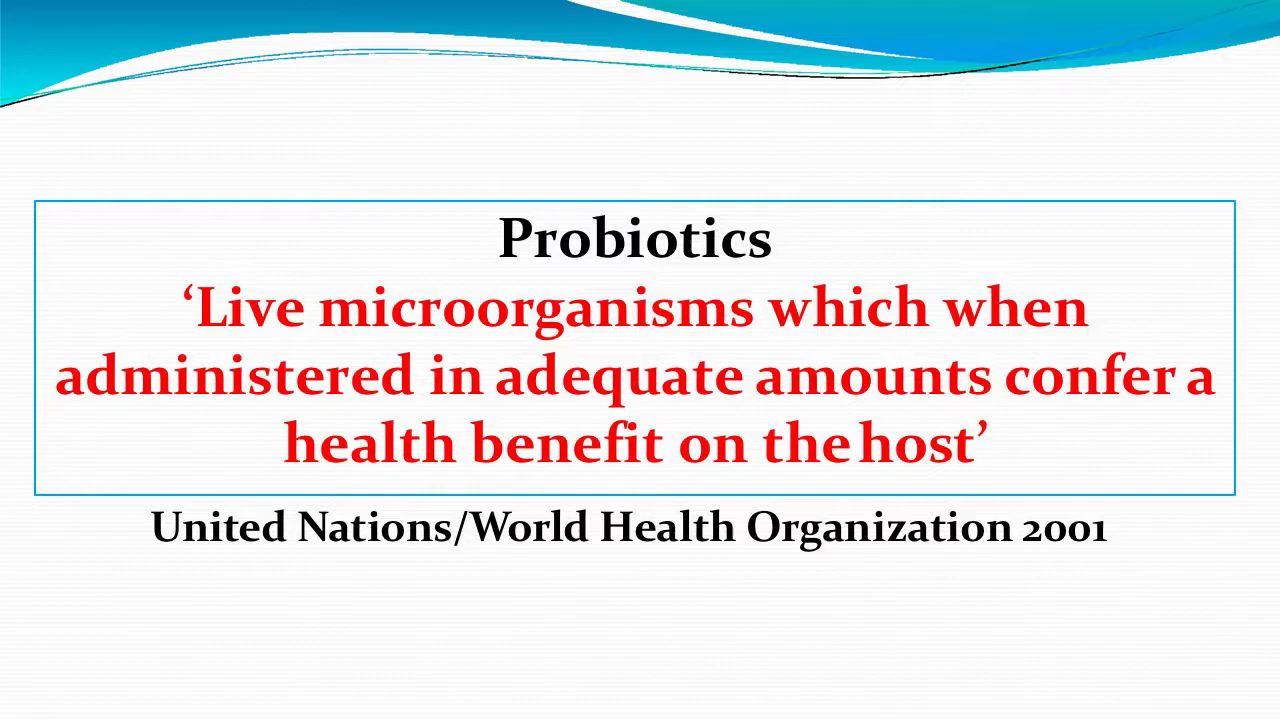 Probiotics
‘Live microorganisms which when
administered in adequate amounts confer a
health benefit on the host’
United Nations/World Health Organization 2001